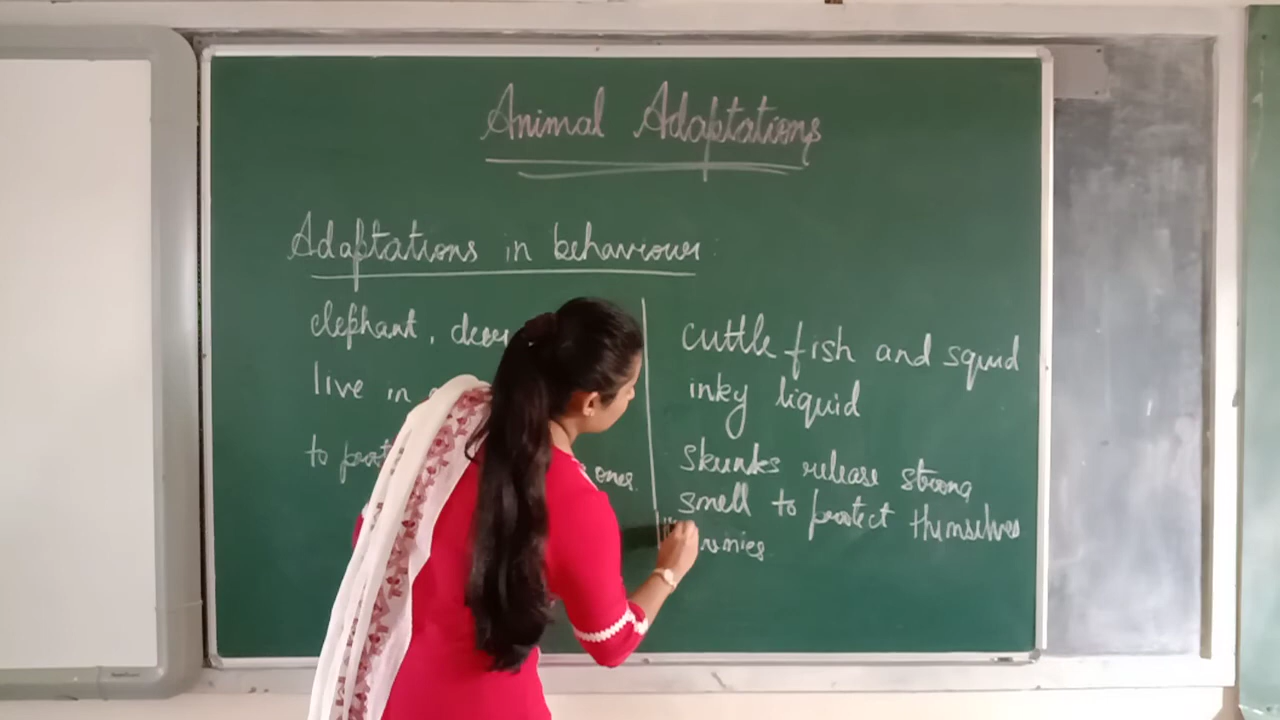 Animal Adaptations
Adaptations in behaviour
elephant, deer
live in
to ones.
cuttle fish and squid
inky liquid
skunks release strong
smell to protect themselves